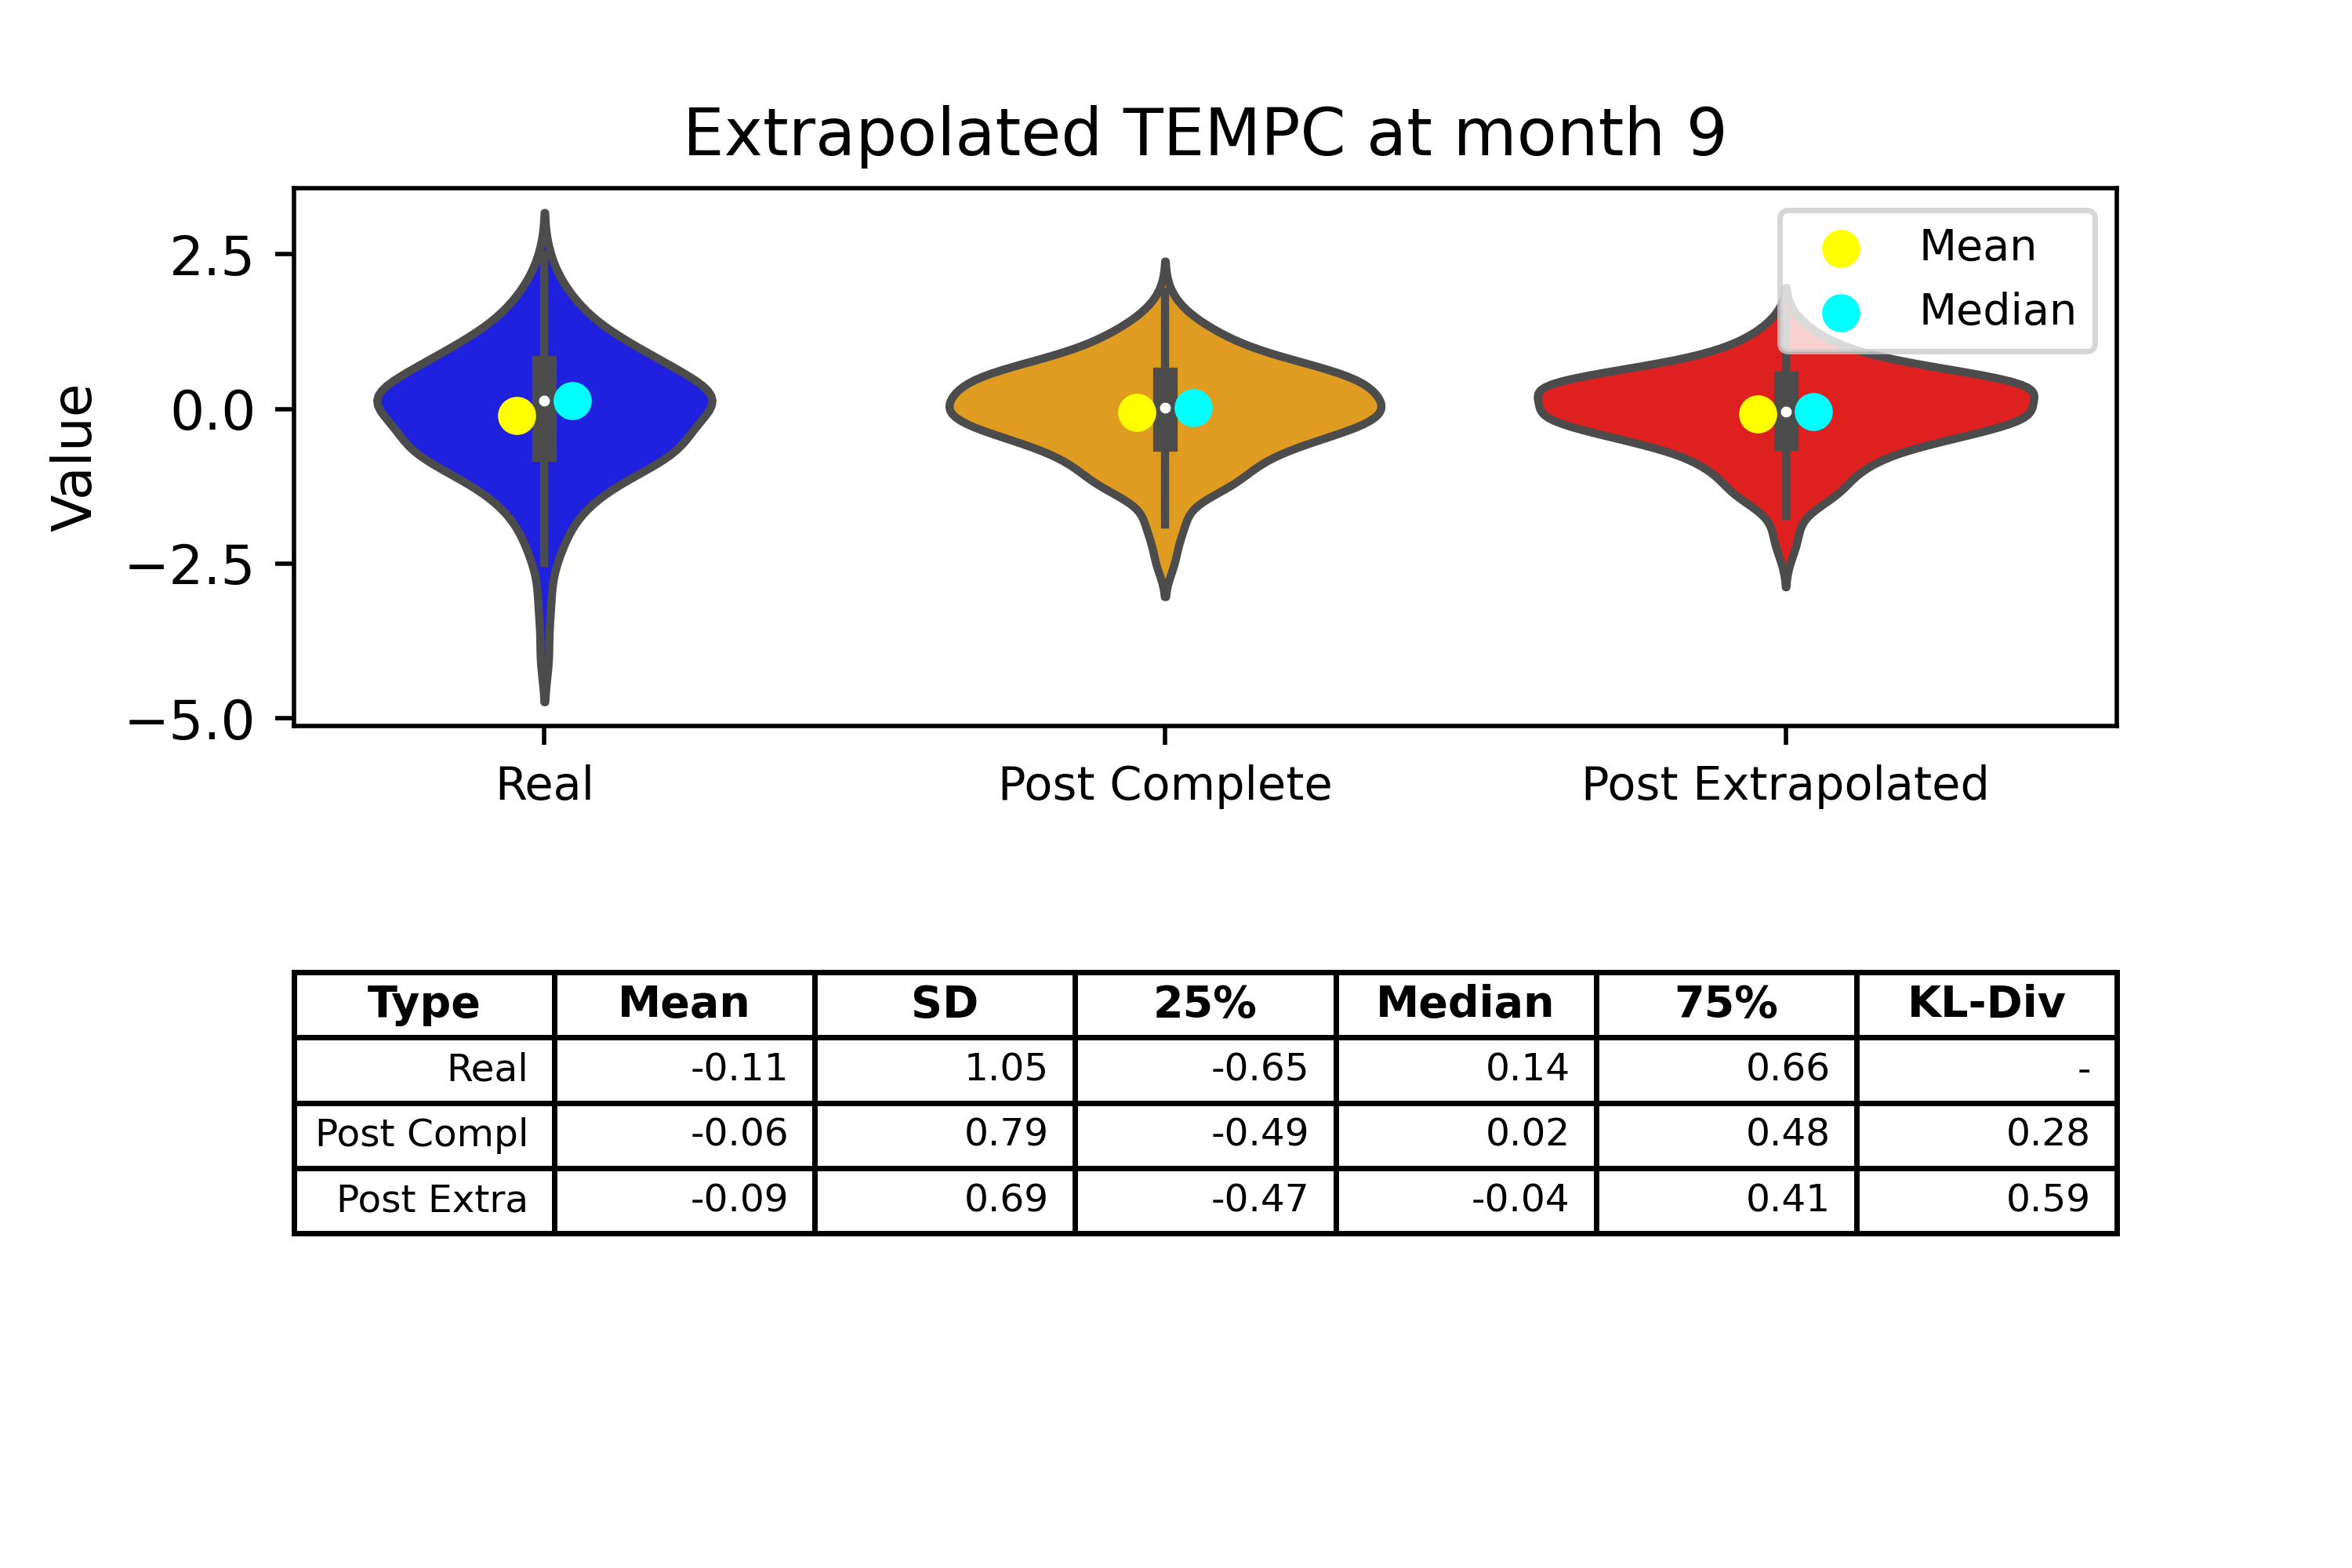 Extrapolated TEMPC at month 9
Value
2.5
0.0
−2.5
−5.0
Mean
Median
Real Post Complete Post Extrapolated
Type Mean SD 25% Median 75% KL-Div
Real -0.11 1.05 -0.65 0.14 0.66 -
Post Compl -0.06 0.79 -0.49 0.02 0.48 0.28
Post Extra -0.09 0.69 -0.47 -0.04 0.41 0.59